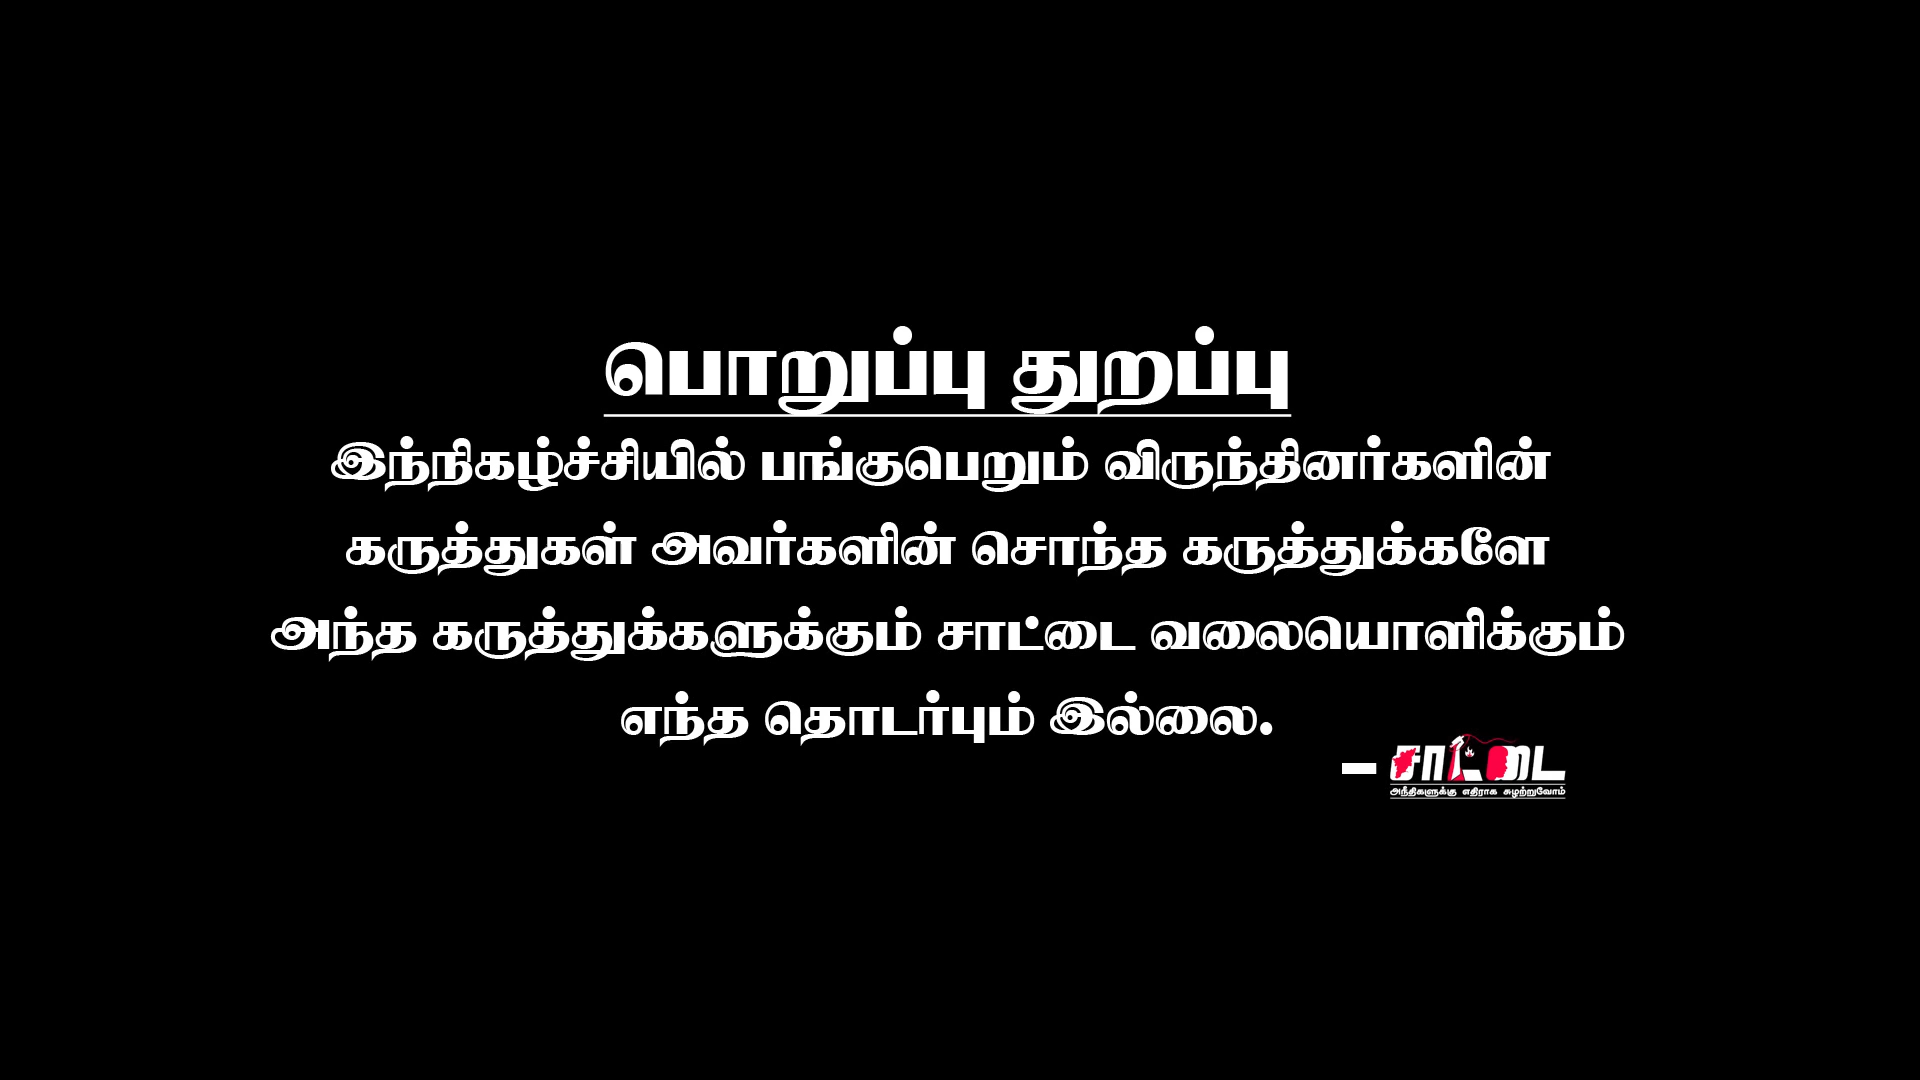 பொறுப்பு துறப்பு
இந்நிகழ்ச்சியில் பங்குபெறும் விருந்தினர்களின்
கருத்துகள் அவர்களின் சொந்த கருத்துக்களே
அந்த கருத்துக்களுக்கும் சாட்டை வலையொளிக்கும்
எந்த தொடர்பும் இல்லை.
– சாட்டை
அநீதிகளுக்கு எதிராக சுழற்றுவோம்